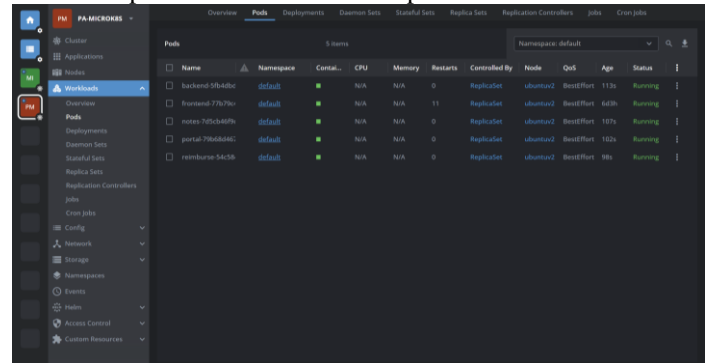 PM PA-MICROK8S
Overview Pods Deployments Daemon Sets Stateful Sets Replica Sets Replication Controllers Jobs Cron Jobs
Cluster
Applications
Nodes
Workloads
Overview
Pods
Deployments
Daemon Sets
Stateful Sets
Replica Sets
Replication Controllers
Jobs
Cron Jobs
Config
Network
Storage
Namespaces
Events
Helm
Access Control
Custom Resources
MI
PM
Pods 5 items Namespace: default
Name Namespace Contai... CPU Memory Restarts Controlled By Node QoS Age Status
backend-5fb4dbc default N/A N/A 0 ReplicaSet ubuntuv2 BestEffort 113s Running
frontend-77b79c default N/A N/A 11 ReplicaSet ubuntuv2 BestEffort 6d3h Running
notes-7d5cb46f9 default N/A N/A 0 ReplicaSet ubuntuv2 BestEffort 107s Running
portal-79b68d46 default N/A N/A 0 ReplicaSet ubuntuv2 BestEffort 102s Running
reimburse-54c58 default N/A N/A 0 ReplicaSet ubuntuv2 BestEffort 98s Running